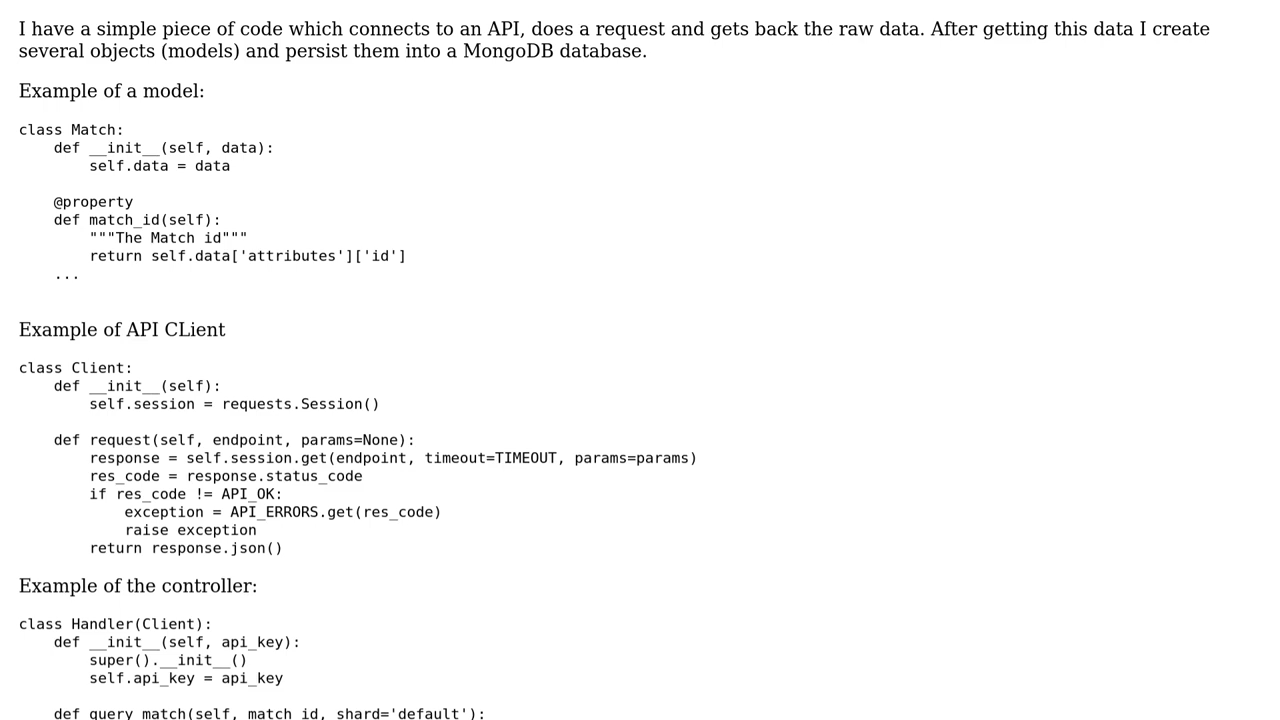 I have a simple piece of code which connects to an API, does a request and gets back the raw data. After getting this data I create
several objects (models) and persist them into a MongoDB database.
Example of a model:
class Match:
    def __init__(self, data):
        self.data = data
    @property
    def match_id(self):
        """The Match id"""
        return self.data['attributes']['id']
    ...
Example of API CLient
class Client:
    def __init__(self):
        self.session = requests.Session()
    def request(self, endpoint, params=None):
        response = self.session.get(endpoint, timeout=TIMEOUT, params=params)
        res_code = response.status_code
        if res_code != API_OK:
            exception = API_ERRORS.get(res_code)
            raise exception
        return response.json()
Example of the controller:
class Handler(Client):
    def __init__(self, api_key):
        super().__init__()
        self.api_key = api_key
    def query_match(self, match_id, shard='default'):